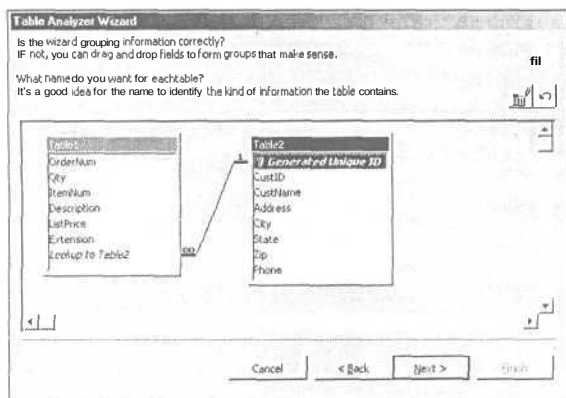 Table Analyzer Wizard
Is the wizard grouping information correctly?
IF not, you can drag and drop fields to form groups that make sense.
fil
What name do you want for eachtable?
It's a good idea for the name to identify the kind of information the table contains.
Table1
OrderNum
Qty
ItemNum
Description
ListPrice
Extension
Lookup to Table2
1
∞
Table2
Generated Unique ID
CustID
CustName
Address
City
State
Zip
Phone
Cancel
< Back
Next >
Finish